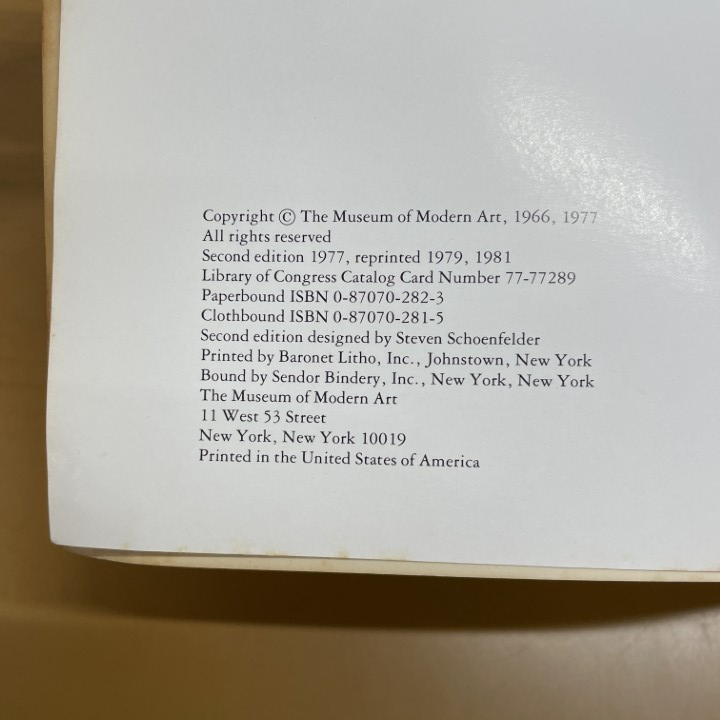 Copyright © The Museum of Modern Art, 1966, 1977
All rights reserved
Second edition 1977, reprinted 1979, 1981
Library of Congress Catalog Card Number 77-77289
Paperbound ISBN 0-87070-282-3
Clothbound ISBN 0-87070-281-5
Second edition designed by Steven Schoenfelder
Printed by Baronet Litho, Inc., Johnstown, New York
Bound by Sendor Bindery, Inc., New York, New York
The Museum of Modern Art
11 West 53 Street
New York, New York 10019
Printed in the United States of America